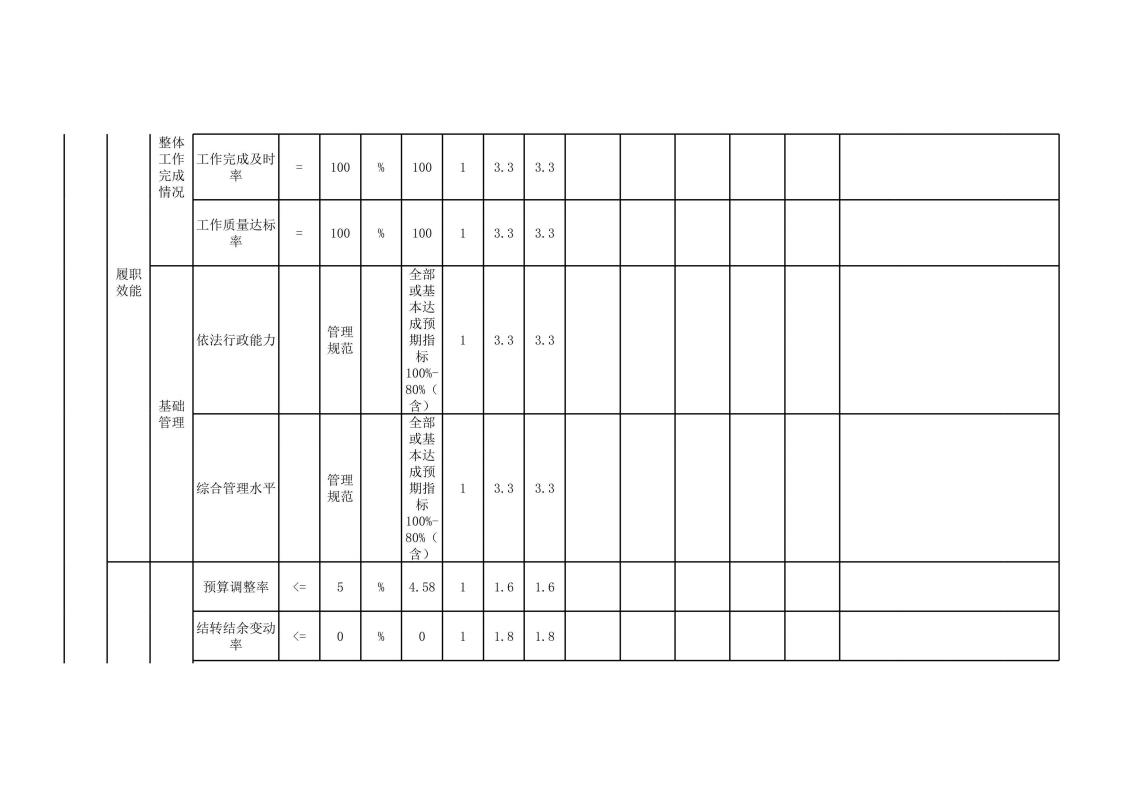 整体
工作
完成
情况
工作完成及时
率
=
100
%
100
1
3.3
3.3
工作质量达标
率
=
100
%
100
1
3.3
3.3
履职
效能
基础
管理
依法行政能力
管理
规范
全部
或基
本达
成预
期指
标
100%-
80%（
含）
1
3.3
3.3
综合管理水平
管理
规范
全部
或基
本达
成预
期指
标
100%-
80%（
含）
1
3.3
3.3
预算调整率
<=
5
%
4.58
1
1.6
1.6
结转结余变动
率
<=
0
%
0
1
1.8
1.8